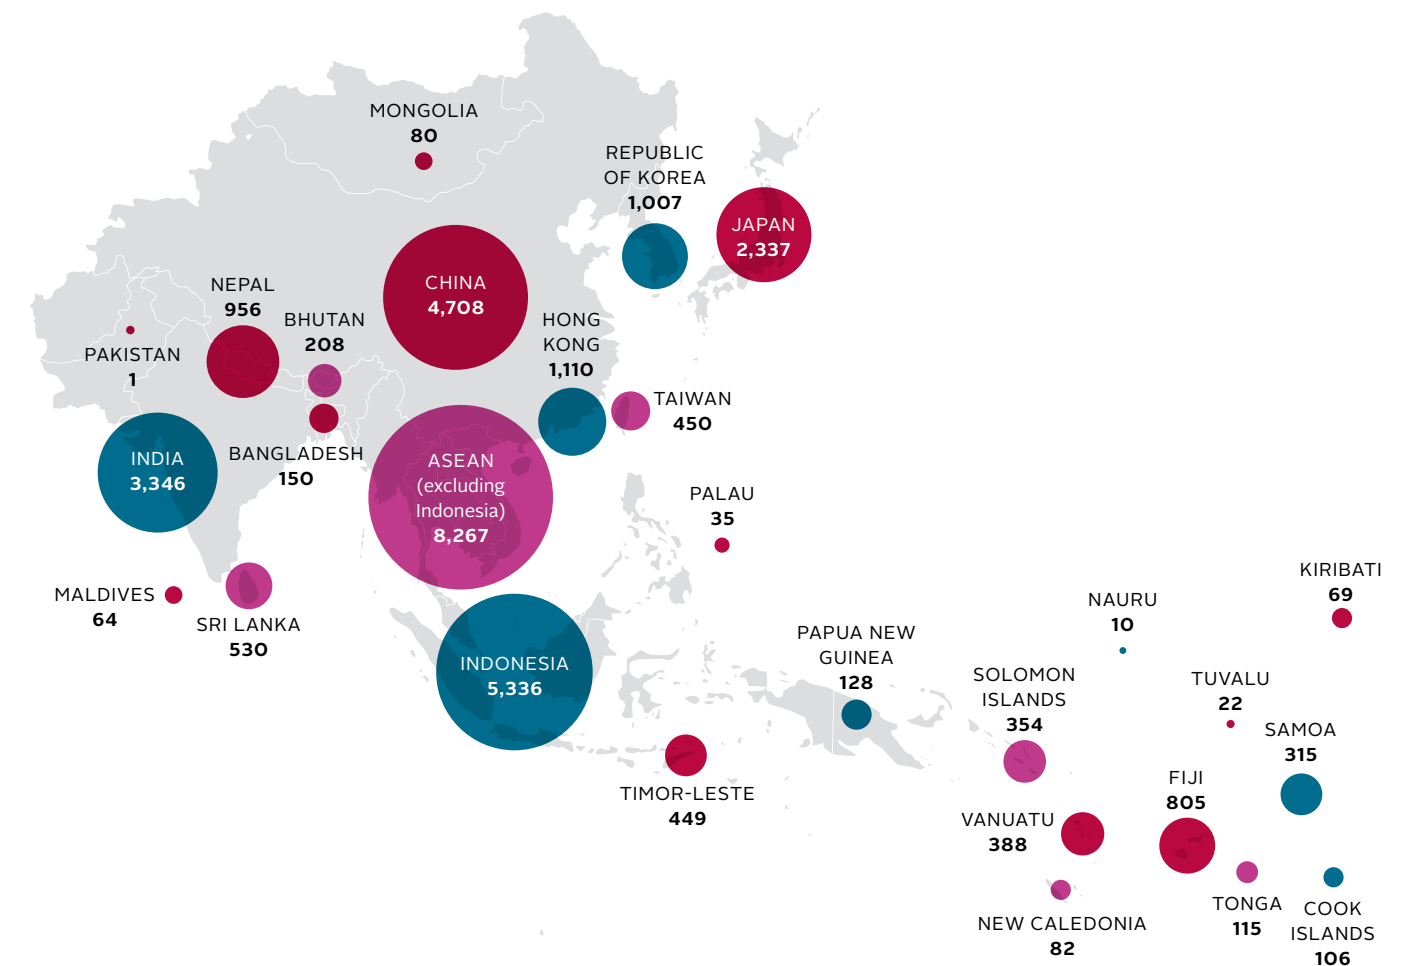 MONGOLIA
80
REPUBLIC
OF KOREA
1,007
JAPAN
2,337
CHINA
4,708
NEPAL
956
BHUTAN
208
HONG
KONG
1,110
PAKISTAN
1
TAIWAN
450
BANGLADESH
150
INDIA
3,346
ASEAN
(excluding
Indonesia)
8,267
PALAU
35
MALDIVES
64
SRI LANKA
530
KIRIBATI
69
NAURU
10
PAPUA NEW
GUINEA
128
INDONESIA
5,336
SOLOMON
ISLANDS
354
TUVALU
22
SAMOA
315
TIMOR-LESTE
449
FIJI
805
VANUATU
388
NEW CALEDONIA
82
TONGA
115
COOK
ISLANDS
106